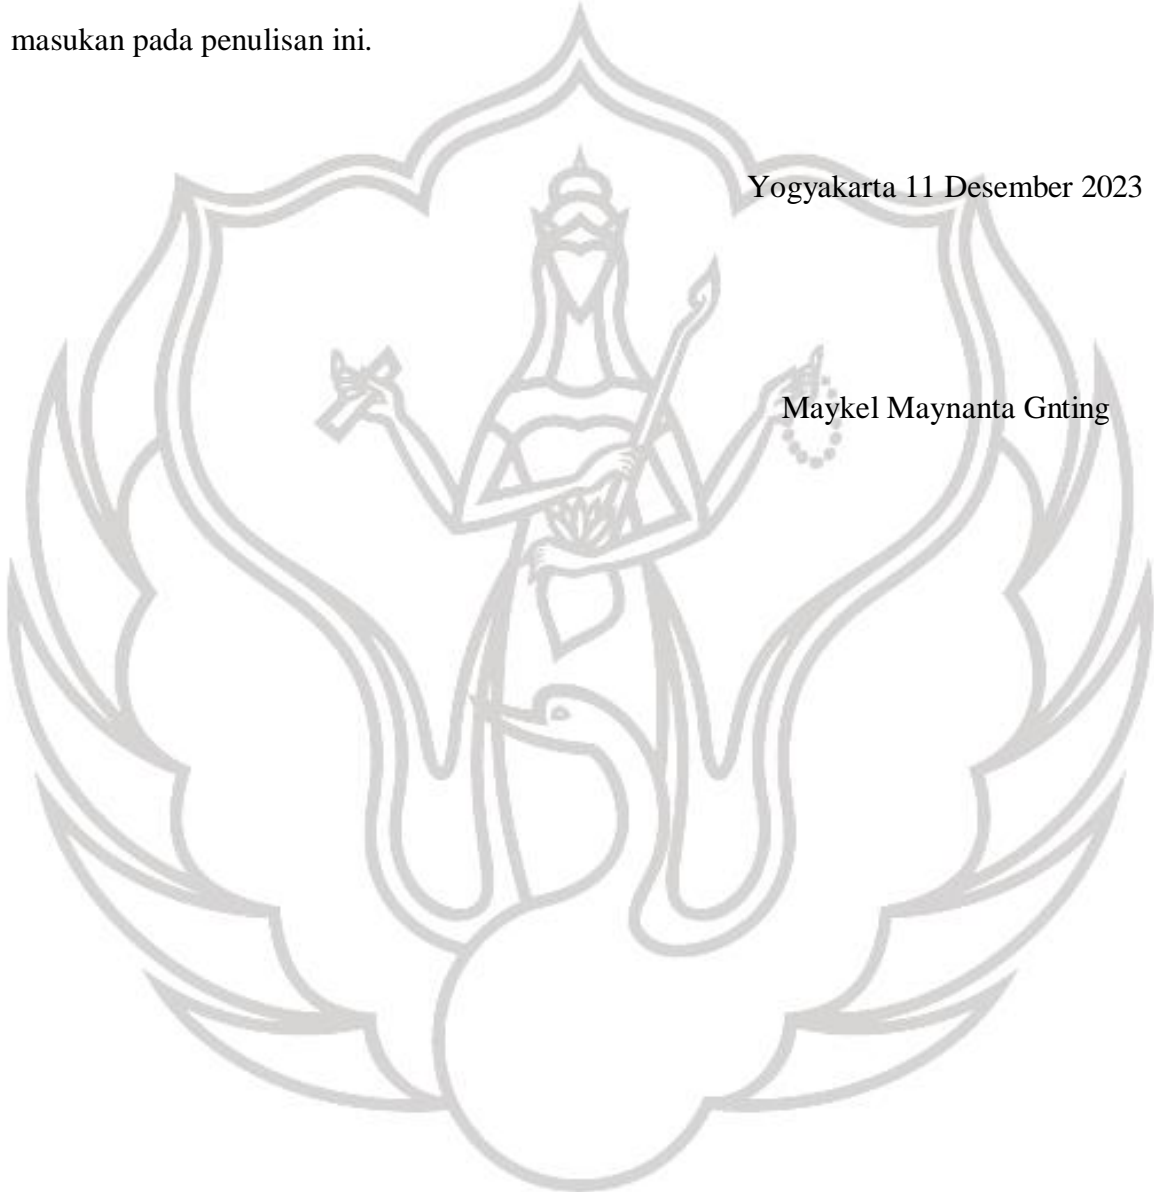 masukan pada penulisan ini.
Yogyakarta 11 Desember 2023
Maykel Maynanta Gnting